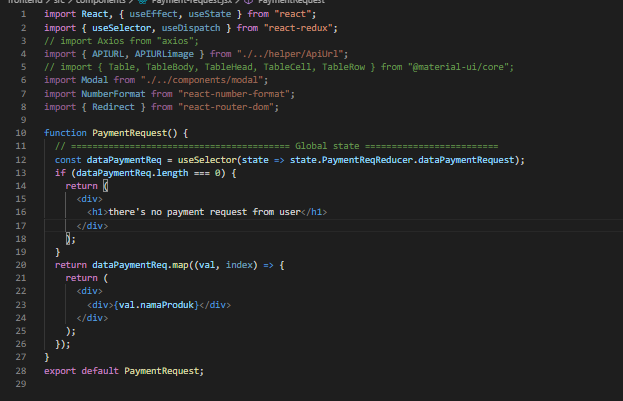 frontend > src > components > Payment-request.jsx > PaymentRequest
1 import React, { useEffect, useState } from "react";
2 import { useSelector, useDispatch } from "react-redux";
3 // import Axios from "axios";
4 import { APIURL, APIURLimage } from "./../helper/ApiUrl";
5 // import { Table, TableBody, TableHead, TableCell, TableRow } from "@material-ui/core";
6 import Modal from "./../components/modal";
7 import NumberFormat from "react-number-format";
8 import { Redirect } from "react-router-dom";
9
10 function PaymentRequest() {
11 // ========================================= Global state =========================
12 const dataPaymentReq = useSelector(state => state.PaymentReqReducer.dataPaymentRequest);
13 if (dataPaymentReq.length === 0) {
14 return (
15 <div>
16 <h1>there's no payment request from user</h1>
17 </div>
18 );
19 }
20 return dataPaymentReq.map((val, index) => {
21 return (
22 <div>
23 <div>{val.namaProduk}</div>
24 </div>
25 );
26 });
27 }
28 export default PaymentRequest;
29